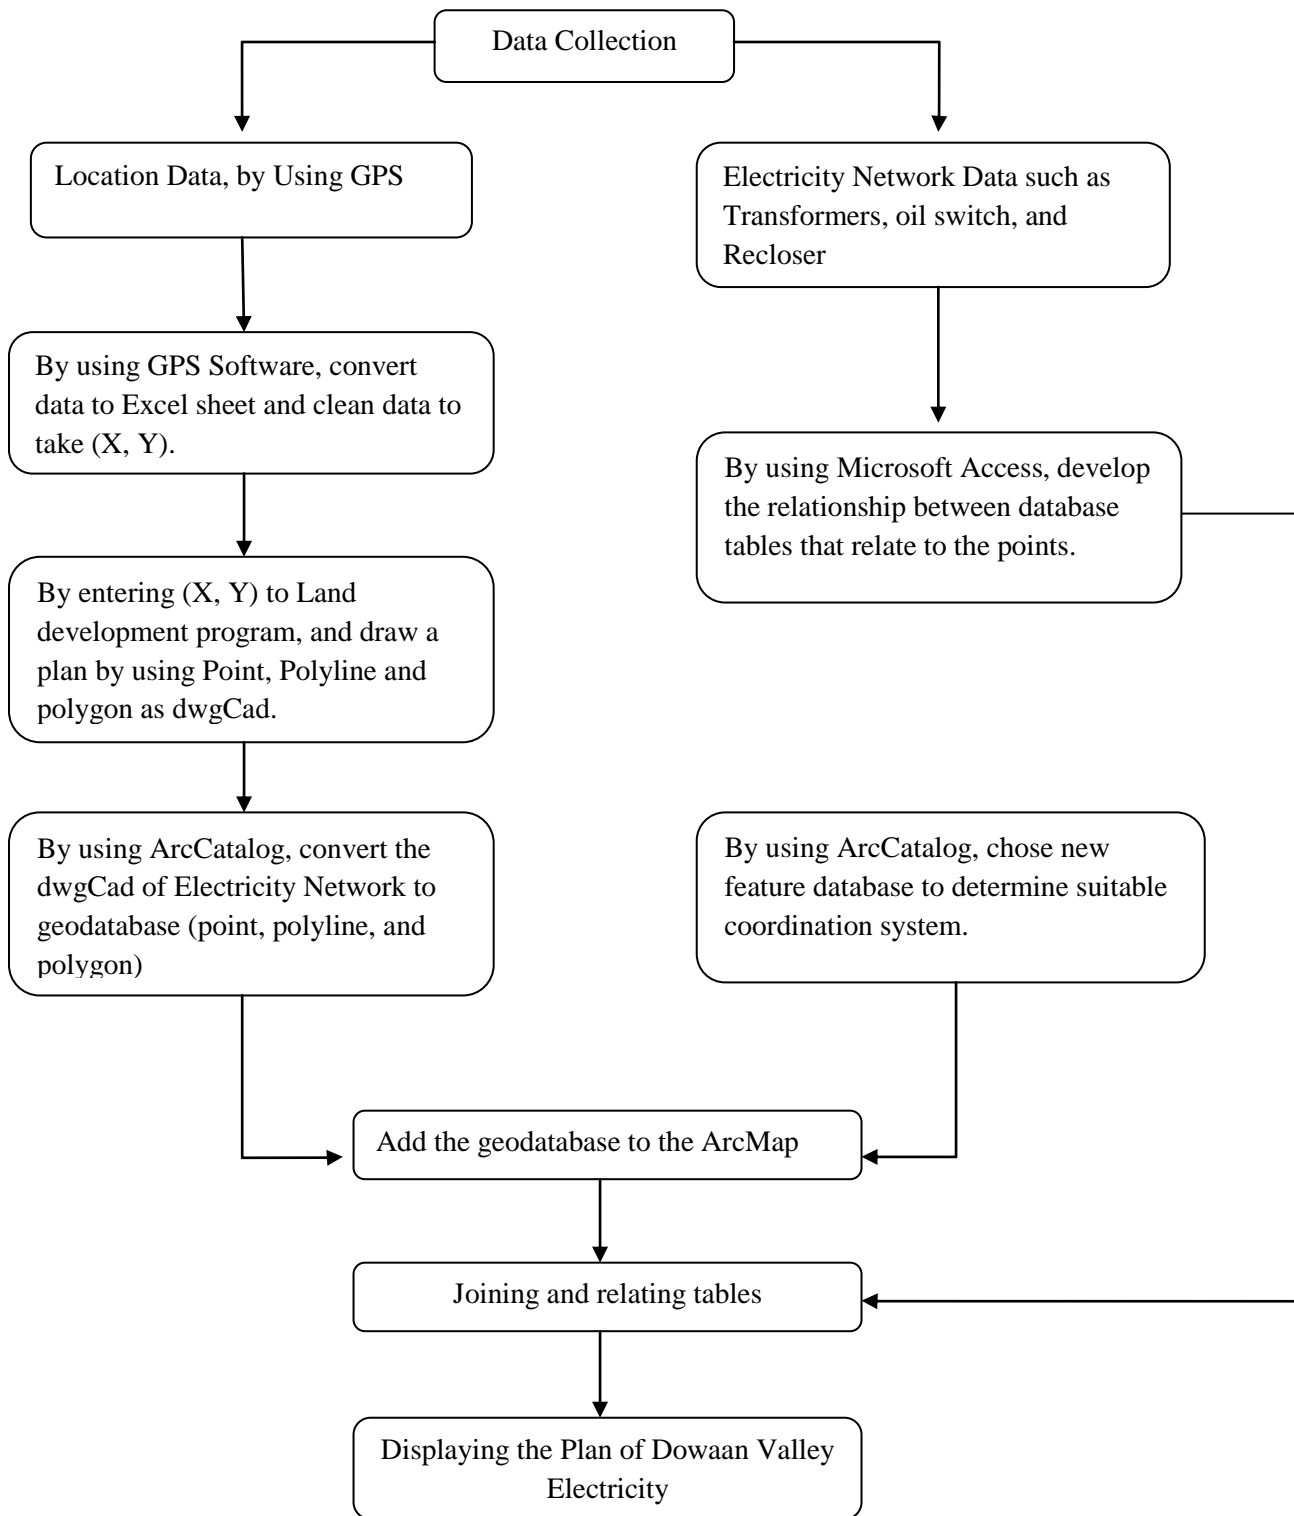 Data Collection
Location Data, by Using GPS
Electricity Network Data such as
Transformers, oil switch, and
Recloser
By using GPS Software, convert
data to Excel sheet and clean data to
take (X, Y).
By using Microsoft Access, develop
the relationship between database
tables that relate to the points.
By entering (X, Y) to Land
development program, and draw a
plan by using Point, Polyline and
polygon as dwgCad.
By using ArcCatalog, convert the
dwgCad of Electricity Network to
geodatabase (point, polyline, and
polygon)
By using ArcCatalog, chose new
feature database to determine suitable
coordination system.
Add the geodatabase to the ArcMap
Joining and relating tables
Displaying the Plan of Dowaan Valley
Electricity